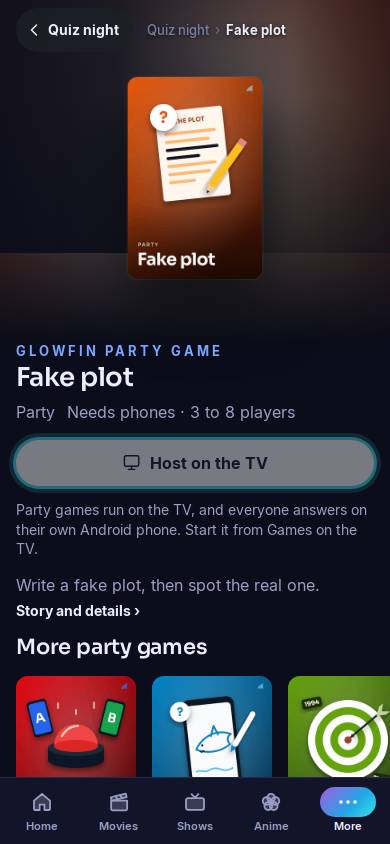 Quiz night
Quiz night › Fake plot
?
THE PLOT
PARTY
Fake plot
GLOWFIN PARTY GAME
Fake plot
Party Needs phones · 3 to 8 players
Host on the TV
Party games run on the TV, and everyone answers on
their own Android phone. Start it from Games on the
TV.
Write a fake plot, then spot the real one.
Story and details ›
More party games
A
B
?
1994
Home
Movies
Shows
Anime
More